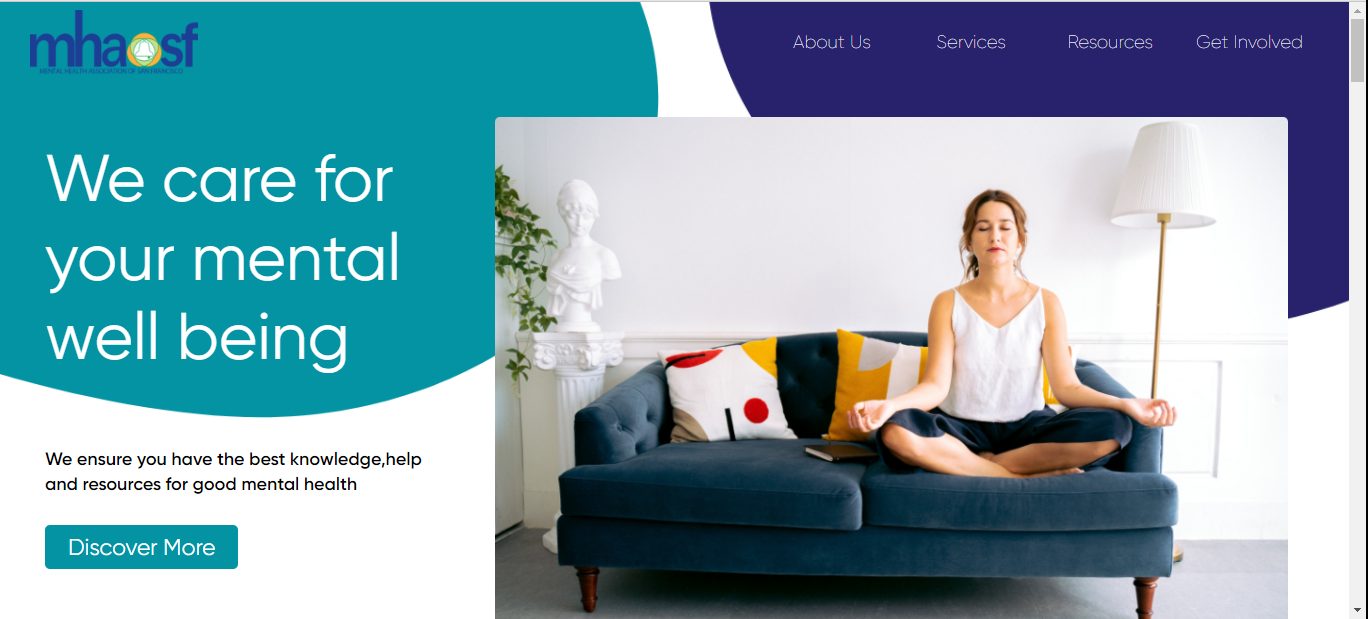 mhaosf
MENTAL HEALTH ASSOCIATION OF SAN FRANCISCO
About Us
Services
Resources
Get Involved
We care for
your mental
well being
We ensure you have the best knowledge,help
and resources for good mental health
Discover More